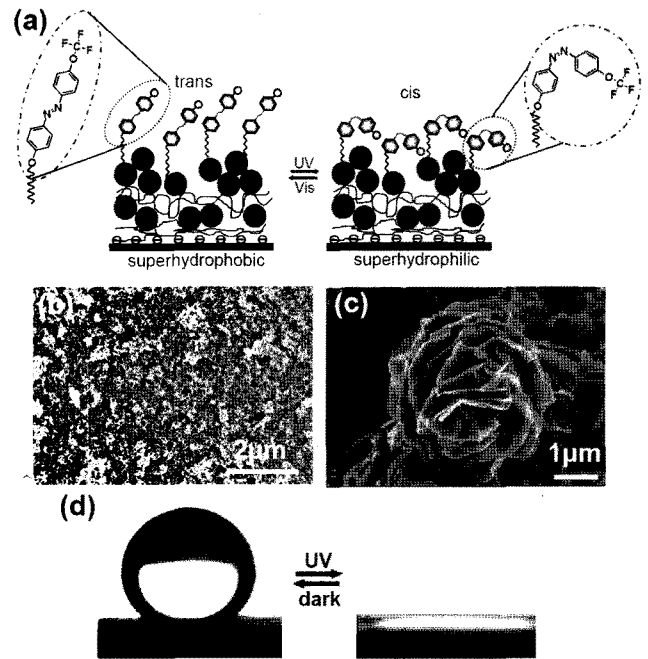 (a)
trans
cis
UV
Vis
superhydrophobic
superhydrophilic
(b)
2μm
(c)
1μm
(d)
UV
dark
F
F
C
F
O
N
N
O
N
N
O
O
F
F
F